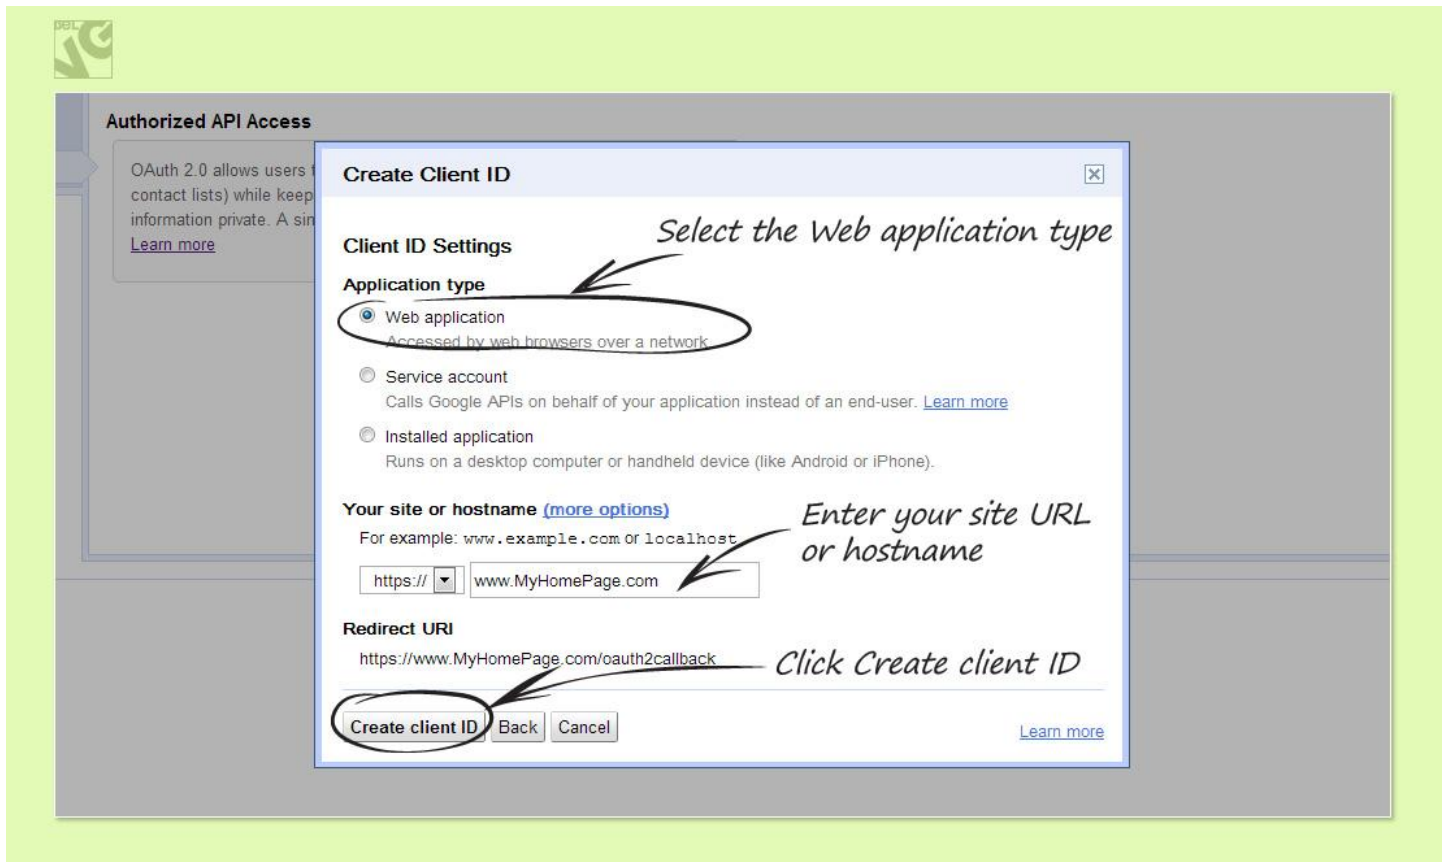 VG
Authorized API Access
OAuth 2.0 allows users
contact lists) while keep
information private. A sin
Learn more
Create Client ID
Client ID Settings
Select the Web application type
Application type
Web application
Accessed by web browsers over a network
Service account
Calls Google APIs on behalf of your application instead of an end-user. Learn more
Installed application
Runs on a desktop computer or handheld device (like Android or iPhone).
Your site or hostname (more options)
For example: www.example.com or localhost
Enter your site URL
or hostname
https:// www.MyHomePage.com
Redirect URI
https://www.MyHomePage.com/oauth2callback
Click Create client ID
Create client ID Back Cancel
Learn more